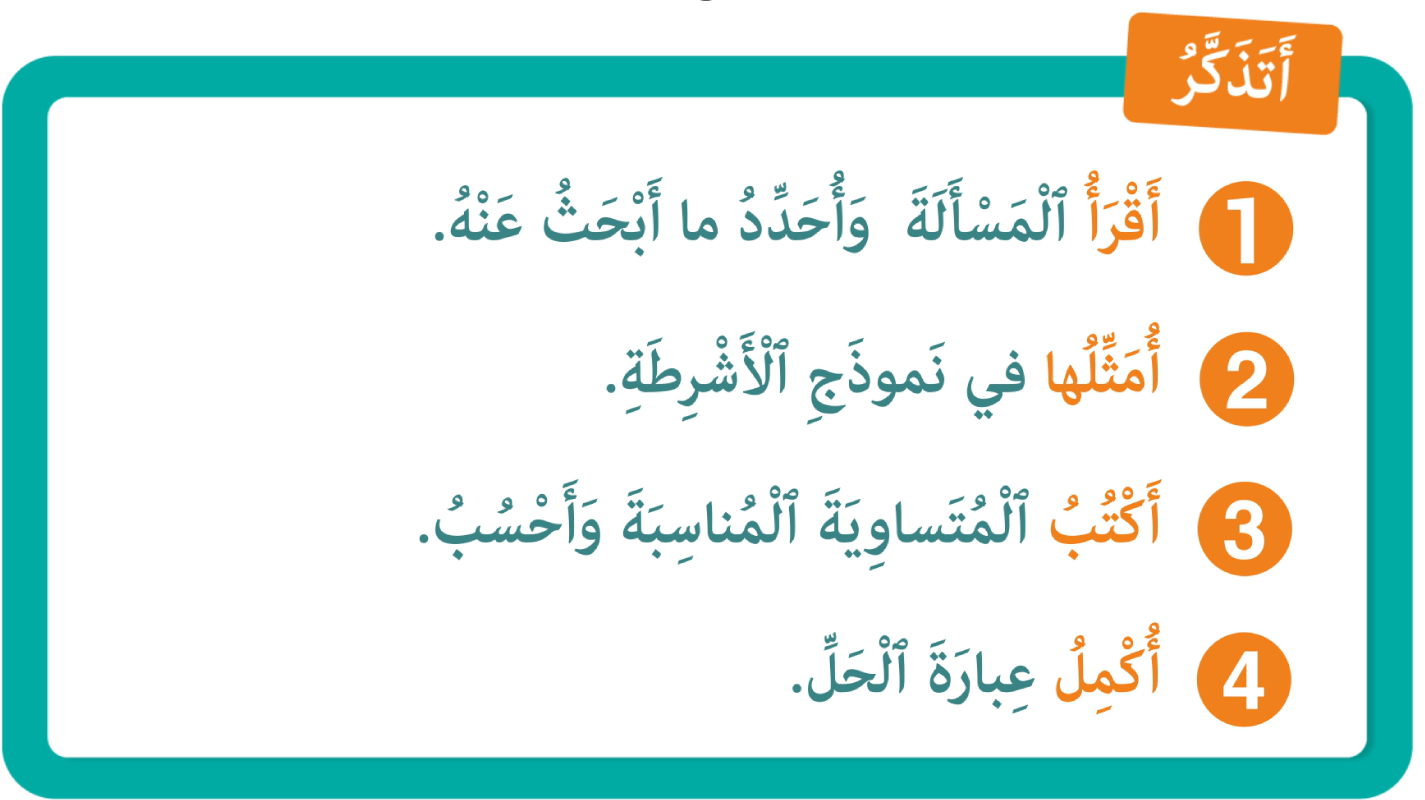 أَتَذَكَّرُ
1 أَقْرَأُ ٱلْمَسْأَلَةَ وَأُحَدِّدُ ما أَبْحَثُ عَنْهُ.
2 أُمَثِّلُها في نَموذَجِ ٱلْأَشْرِطَةِ.
3 أَكْتُبُ ٱلْمُتَساوِيَةَ ٱلْمُناسِبَةَ وَأَحْسُبُ.
4 أُكْمِلُ عِبارَةَ ٱلْحَلِّ.